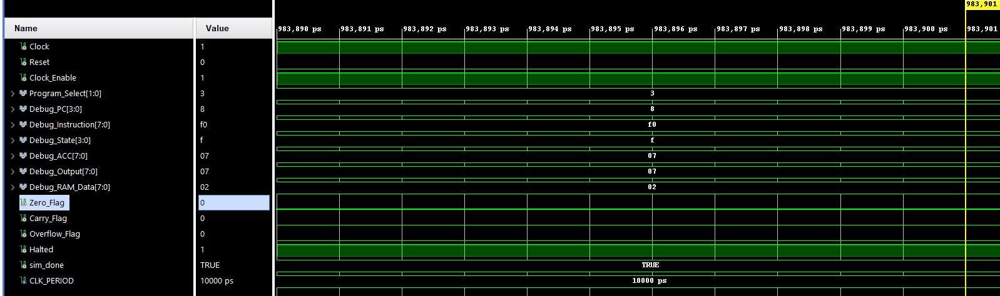 983,901
Name Value 983,890 ps 983,891 ps 983,892 ps 983,893 ps 983,894 ps 983,895 ps 983,896 ps 983,897 ps 983,898 ps 983,899 ps 983,900 ps 983,901
Clock 1
Reset 0
Clock_Enable 1
Program_Select[1:0] 3 3
Debug_PC[3:0] 8 8
Debug_Instruction[7:0] f0 f0
Debug_State[3:0] f f
Debug_ACC[7:0] 07 07
Debug_Output[7:0] 07 07
Debug_RAM_Data[7:0] 02 02
Zero_Flag 0
Carry_Flag 0
Overflow_Flag 0
Halted 1
sim_done TRUE TRUE
CLK_PERIOD 10000 ps 10000 ps